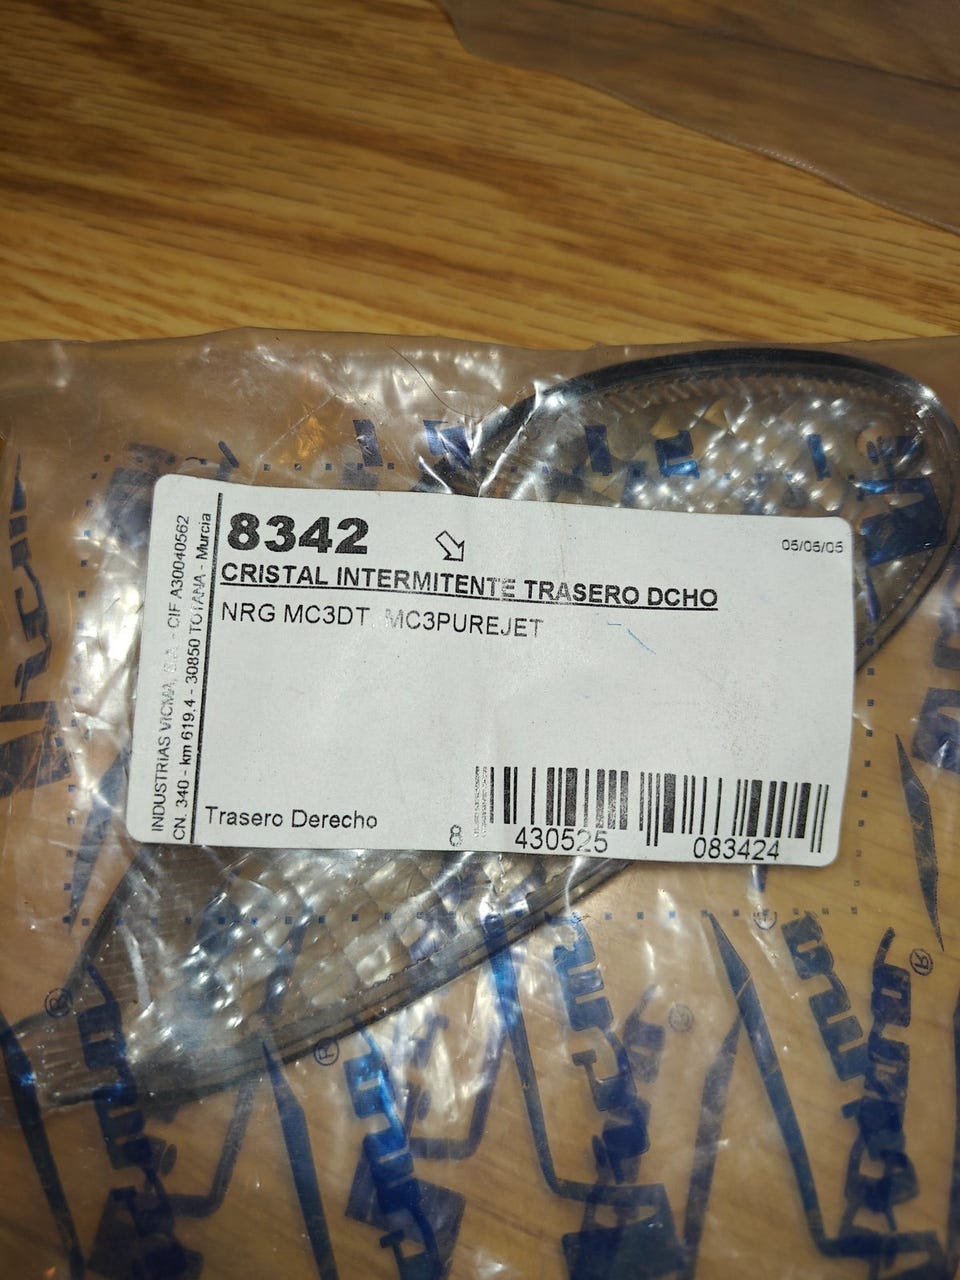 8342
05/05/05
CRISTAL INTERMITENTE TRASERO DCHO
NRG MC3DT, MC3PUREJET
Trasero Derecho
8 430525 083424
INDUSTRIAS VICMA, S.A. - CIF A30040562
CN. 340 - km 619,4 - 30850 TOTANA - Murcia